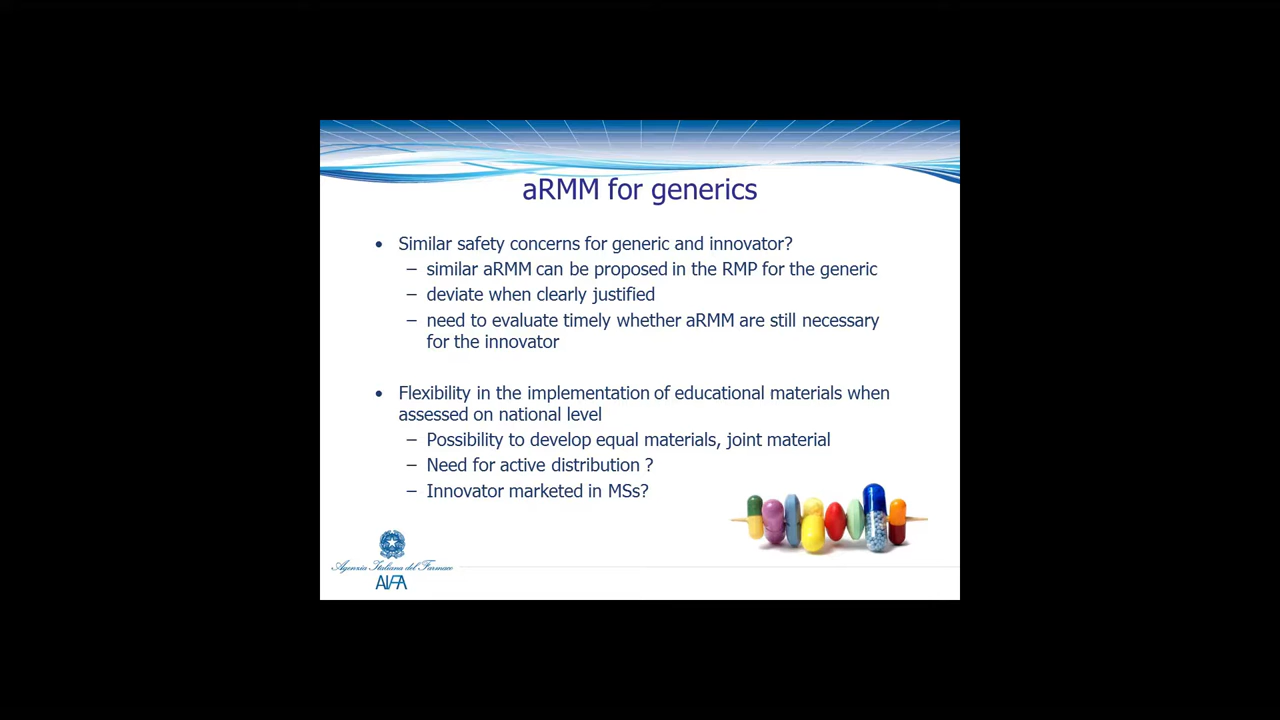 aRMM for generics
• Similar safety concerns for generic and innovator?
– similar aRMM can be proposed in the RMP for the generic
– deviate when clearly justified
– need to evaluate timely whether aRMM are still necessary
for the innovator
• Flexibility in the implementation of educational materials when
assessed on national level
– Possibility to develop equal materials, joint material
– Need for active distribution ?
– Innovator marketed in MSs?
Agenzia Italiana del Farmaco
AIFA